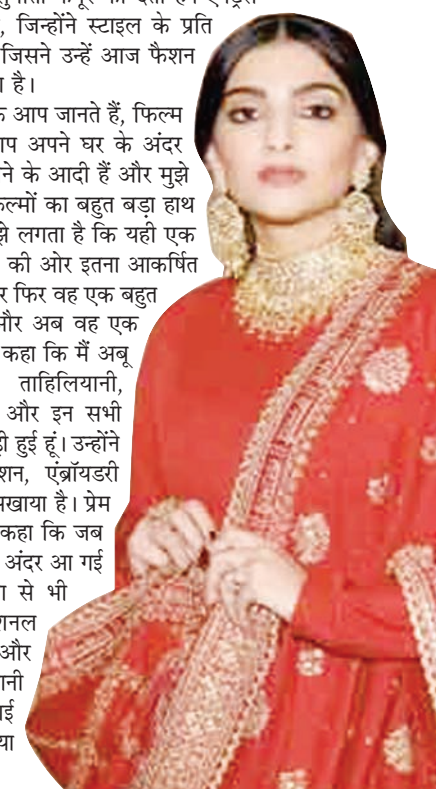 , जिन्होंने स्टाइल के प्रति
जिसने उन्हें आज फैशन
है।
आप जानते हैं, फिल्म
अपने घर के अंदर
ने के आदी हैं और मुझे
का बहुत बड़ा हाथ
लगता है कि यही एक
की ओर इतना आकर्षित
फिर वह एक बहुत
और अब वह एक
कहा कि मैं अबू
ताहिलियानी,
और इन सभी
हुई हूं। उन्होंने
एंब्रॉयडरी
है। प्रेम
कहा कि जब
अंदर आ गई
से भी
और